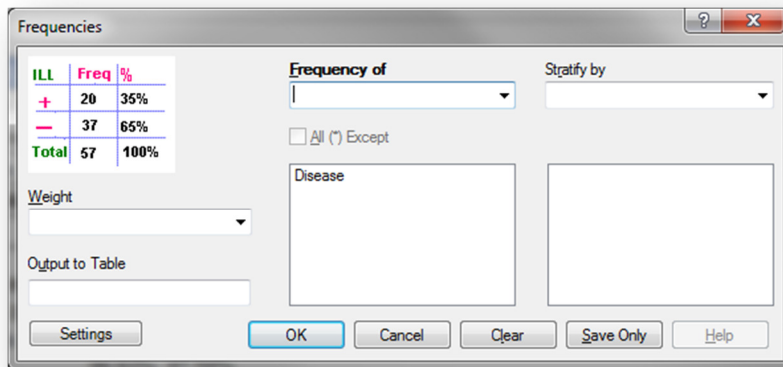 Frequencies
ILL Freq %
+ 20 35%
— 37 65%
Total 57 100%
Weight
Output to Table
Frequency of
All (*) Except
Disease
Stratify by
Settings
OK
Cancel
Clear
Save Only
Help